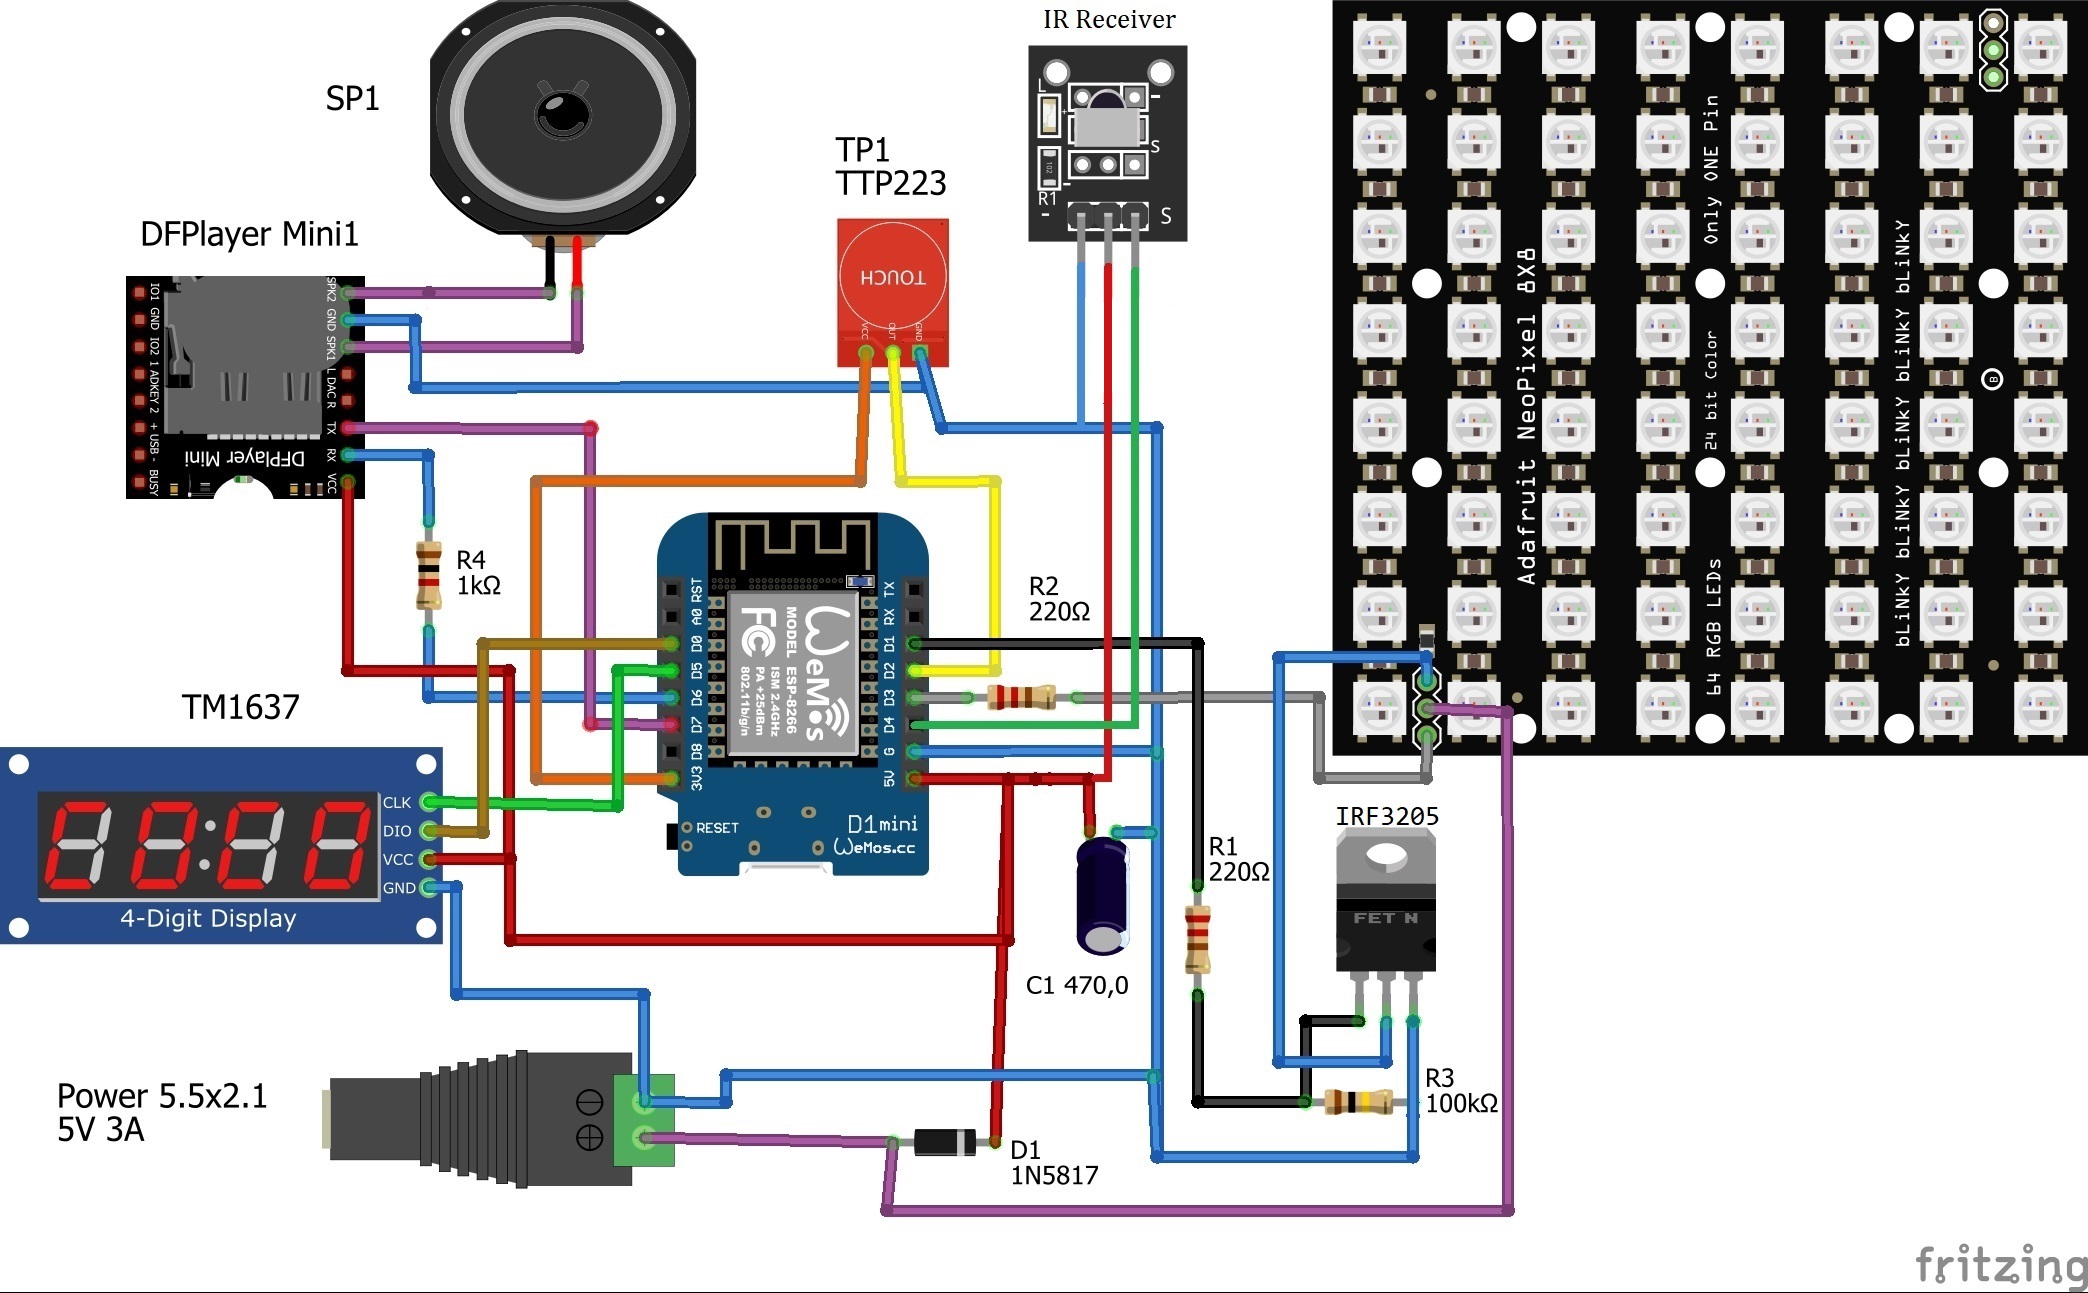 IR Receiver
SP1
L
-
S
R1
-
-
S
102
TP1
TTP223
TOUCH
VCC
OUT
GND
DFPlayer Mini1
IO1
GND
IO2
1
ADKEY
2
+
USB
-
BUSY
SPK2
GND
SPK1
L
DAC
R
TX
RX
VCC
DFPlayer Mini
Only ONE Pin
Adafruit NeoPixel 8X8
24 bit Color
64 RGB LEDs
bLiNkY bLiNkY bLiNkY bLiNkY bLiNkY
B
R4
1kΩ
R2
220Ω
RST
A0
D0
D5
D6
D7
D8
3V3
TX
RX
D1
D2
D3
D4
G
5V
WeMos
MODEL ESP-8266
ISM 2.4GHz
PA +25dBm
802.11b/g/n
FC
RESET
D1mini
WeMos.cc
TM1637
CLK
DIO
VCC
GND
4-Digit Display
IRF3205
FET N
R1
220Ω
C1 470,0
R3
100kΩ
Power 5.5x2.1
5V 3A
D1
1N5817
fritzing